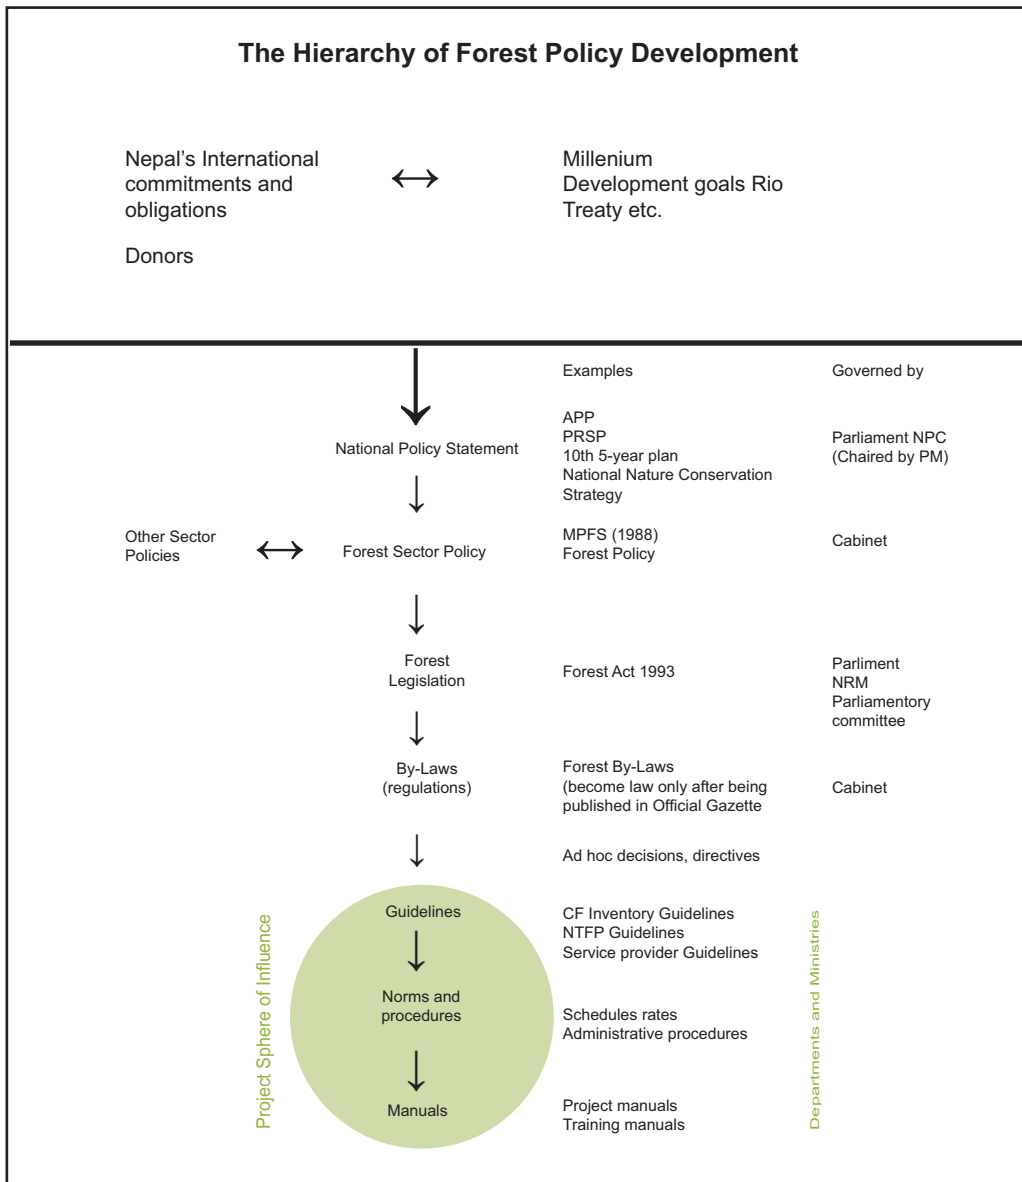 The Hierarchy of Forest Policy Development
Nepal's International
commitments and
obligations
Donors
Millenium
Development goals Rio
Treaty etc.
Examples
Governed by
National Policy Statement
APP
PRSP
10th 5-year plan
National Nature Conservation
Strategy
Parliament NPC
(Chaired by PM)
Other Sector
Policies
Forest Sector Policy
MPFS (1988)
Forest Policy
Cabinet
Forest
Legislation
Forest Act 1993
Parliment
NRM
Parliamentory
committee
By-Laws
(regulations)
Forest By-Laws
(become law only after being
published in Official Gazette
Cabinet
Ad hoc decisions, directives
Project Sphere of Influence
Guidelines
CF Inventory Guidelines
NTFP Guidelines
Service provider Guidelines
Norms and
procedures
Schedules rates
Administrative procedures
Manuals
Project manuals
Training manuals
Departments and Ministries